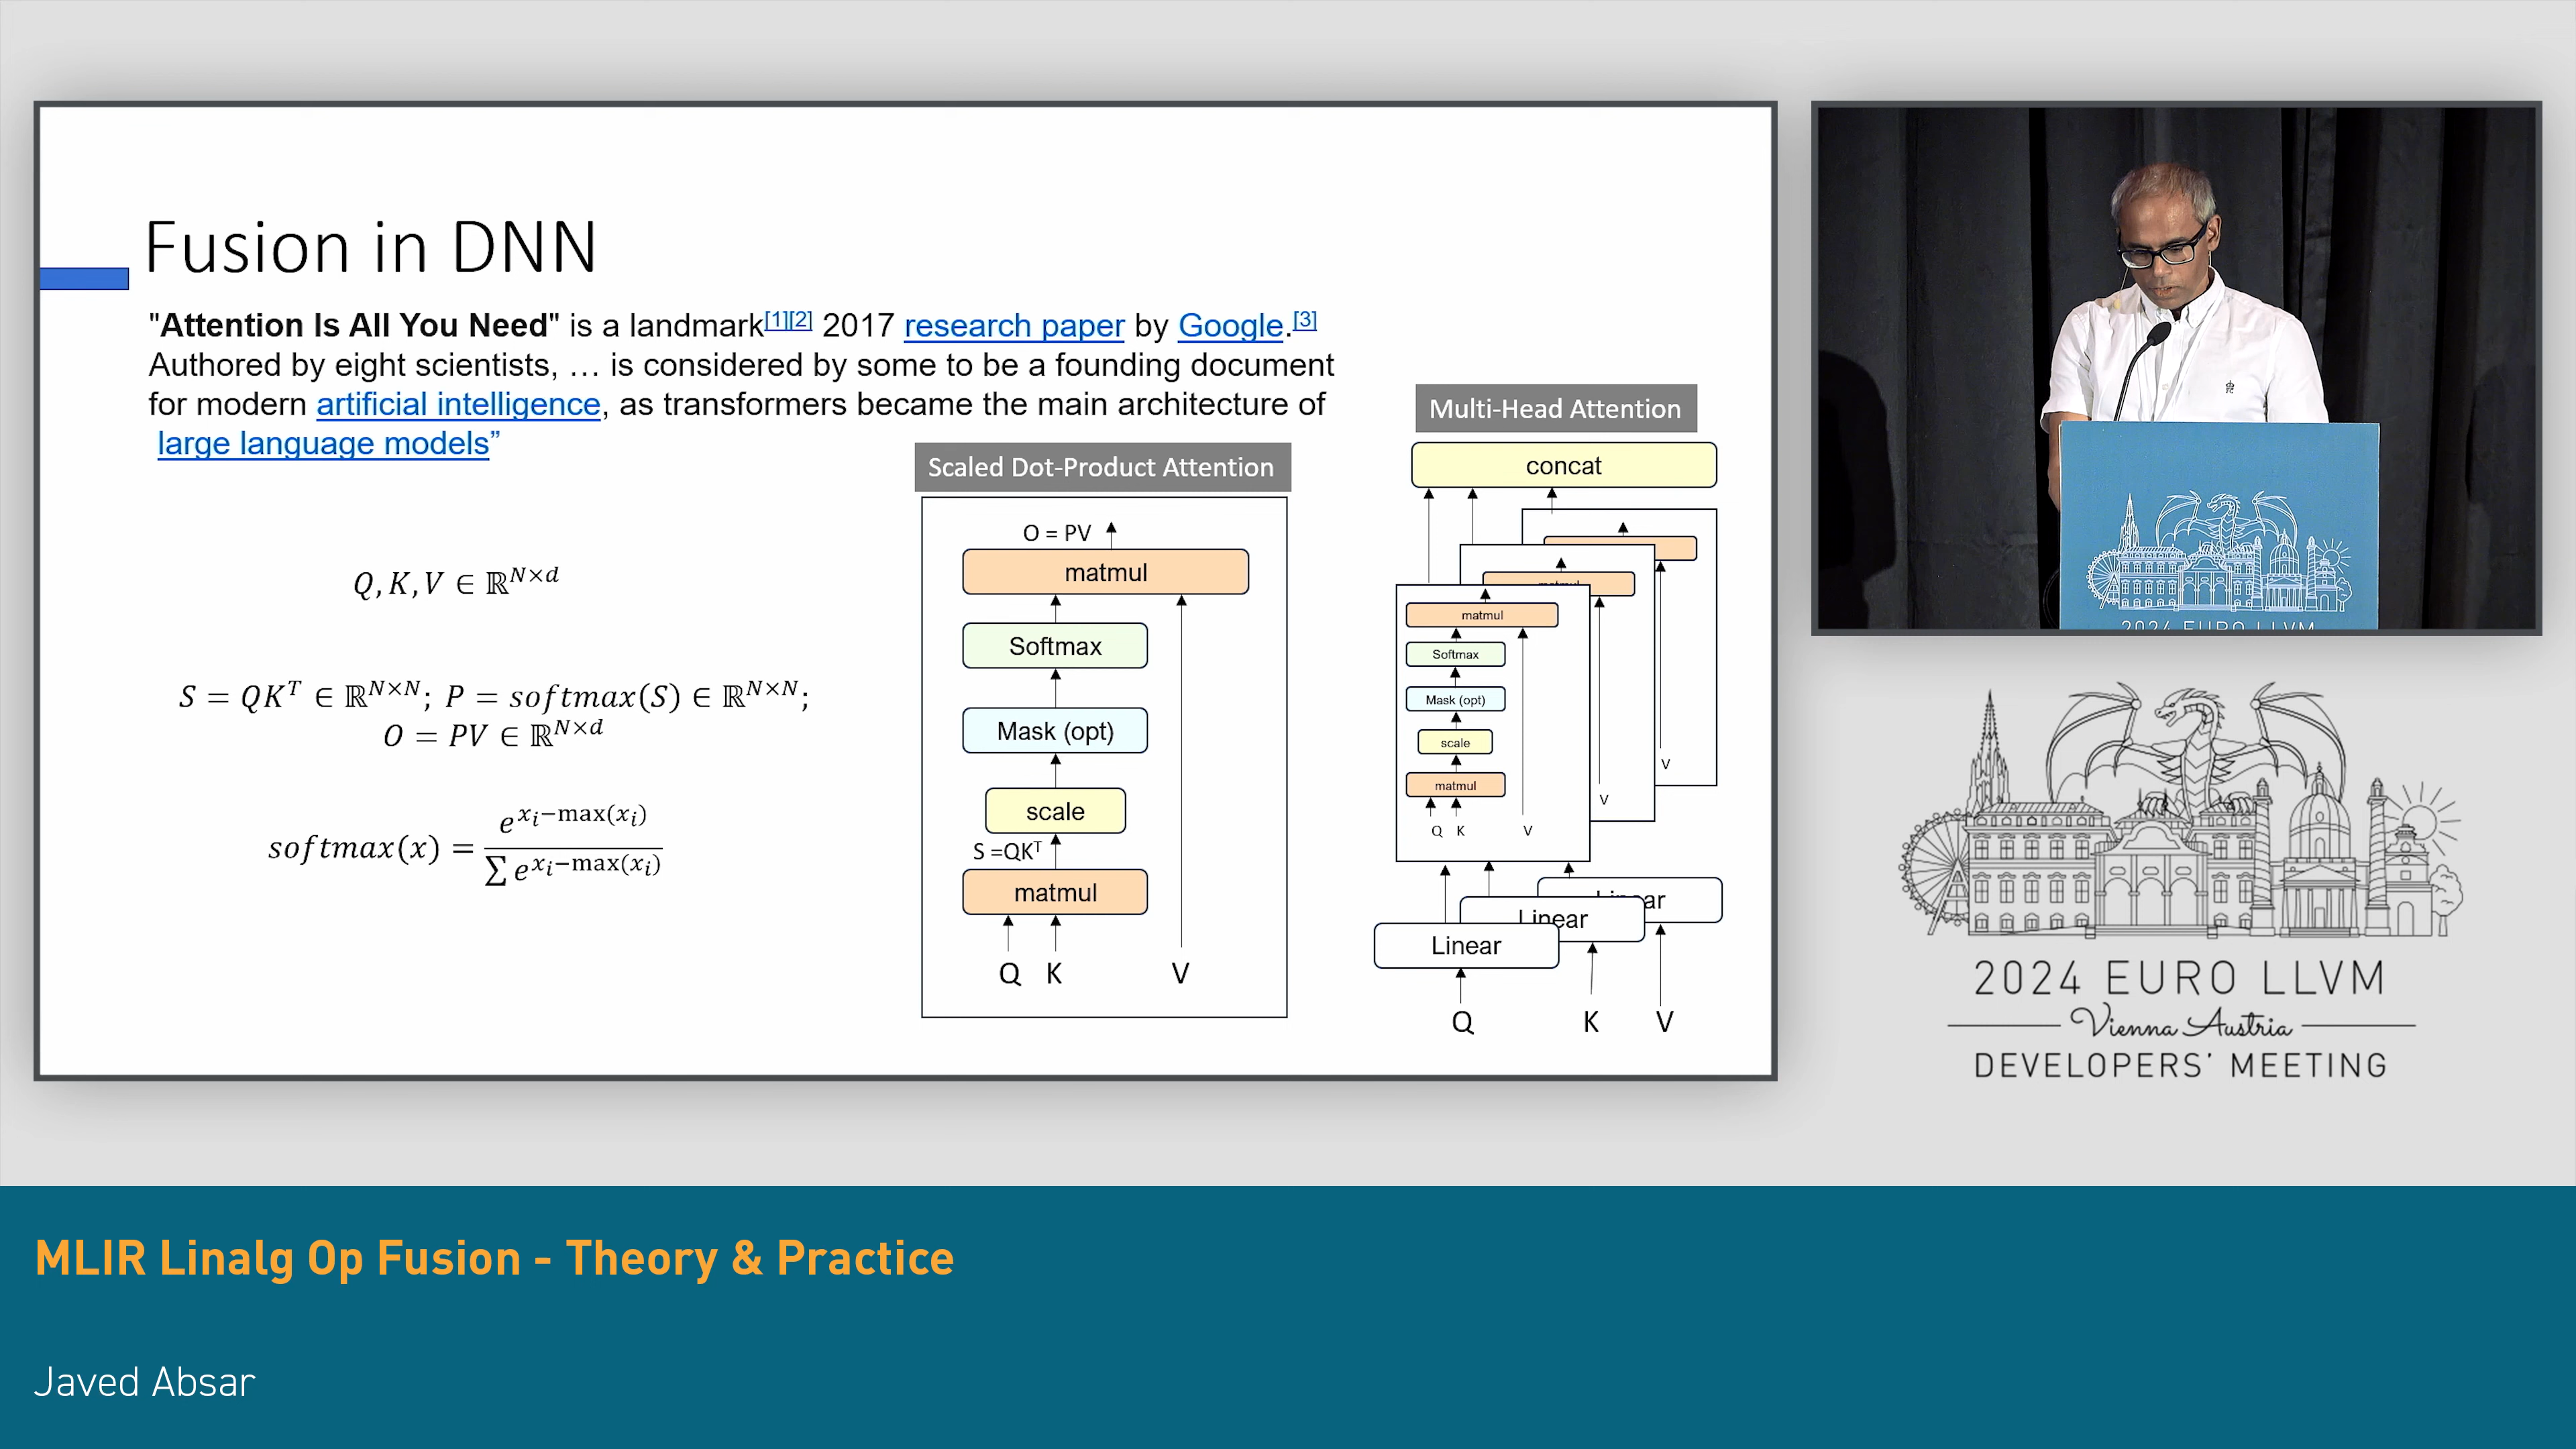 Fusion in DNN
"Attention Is All You Need" is a landmark[1][2] 2017 research paper by Google.[3]
Authored by eight scientists, … is considered by some to be a founding document
for modern artificial intelligence, as transformers became the main architecture of
large language models”
Q, K, V ∈ ℝ^{N×d}
S = QK^T ∈ ℝ^{N×N}; P = softmax(S) ∈ ℝ^{N×N};
O = PV ∈ ℝ^{N×d}
softmax(x) = e^{x_i−max(x_i)} / ∑ e^{x_i−max(x_i)}
Scaled Dot-Product Attention
O = PV
matmul
Softmax
Mask (opt)
scale
S =QK^T
matmul
Q K V
Multi-Head Attention
concat
matmul
Softmax
Mask (opt)
scale
matmul
Q K V
V
V
Linear
Linear
Linear
Q K V
2024 EURO LLVM
2024 EURO LLVM
Vienna Austria
DEVELOPERS' MEETING
MLIR Linalg Op Fusion - Theory & Practice
Javed Absar